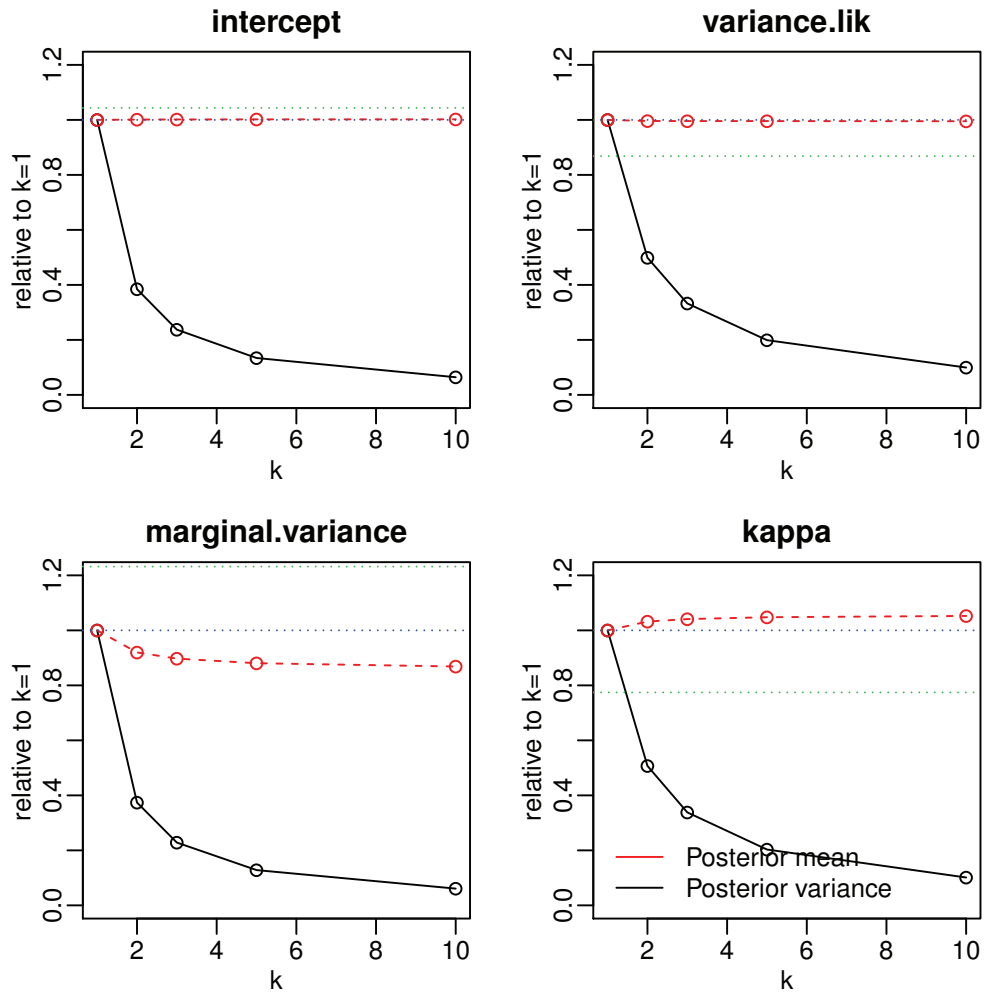 intercept
relative to k=1
0.0 0.4 0.8 1.2
2 4 6 8 10
k
variance.lik
relative to k=1
0.0 0.4 0.8 1.2
2 4 6 8 10
k
marginal.variance
relative to k=1
0.0 0.4 0.8 1.2
2 4 6 8 10
k
kappa
relative to k=1
0.0 0.4 0.8 1.2
Posterior mean
Posterior variance
2 4 6 8 10
k